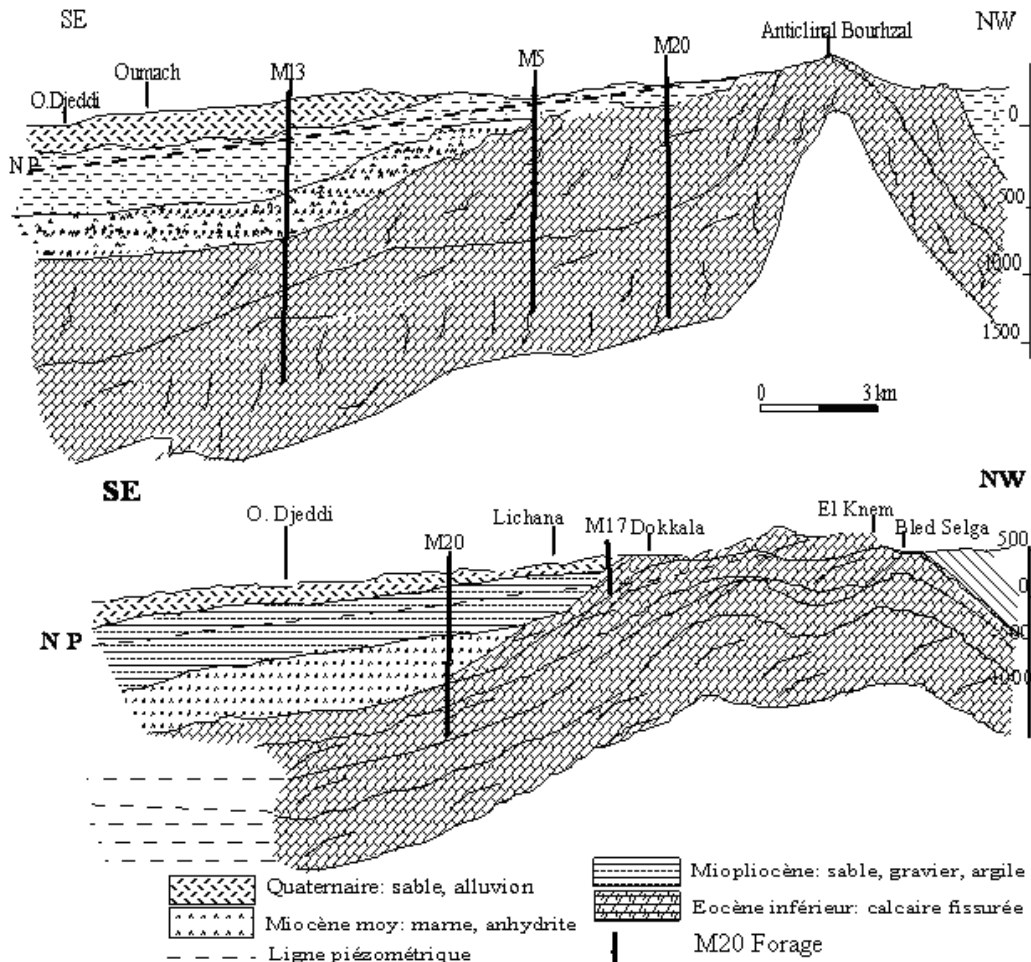 SE
NW
Anticlinal Bourhzal
Oumach
M13
M5
M20
O.Djeddi
0
N P
500
1000
1500
0 3 km
SE
NW
O. Djeddi
Lichana
M17
Dokkala
El Knem
Bled Selga
M20
500
0
N P
-500
1000
Quaternaire: sable, alluvion
Miopliocène: sable, gravier, argile
Miocène moy: marne, anhydrite
Eocène inférieur: calcaire fissurée
Ligne piézométrique
M20 Forage